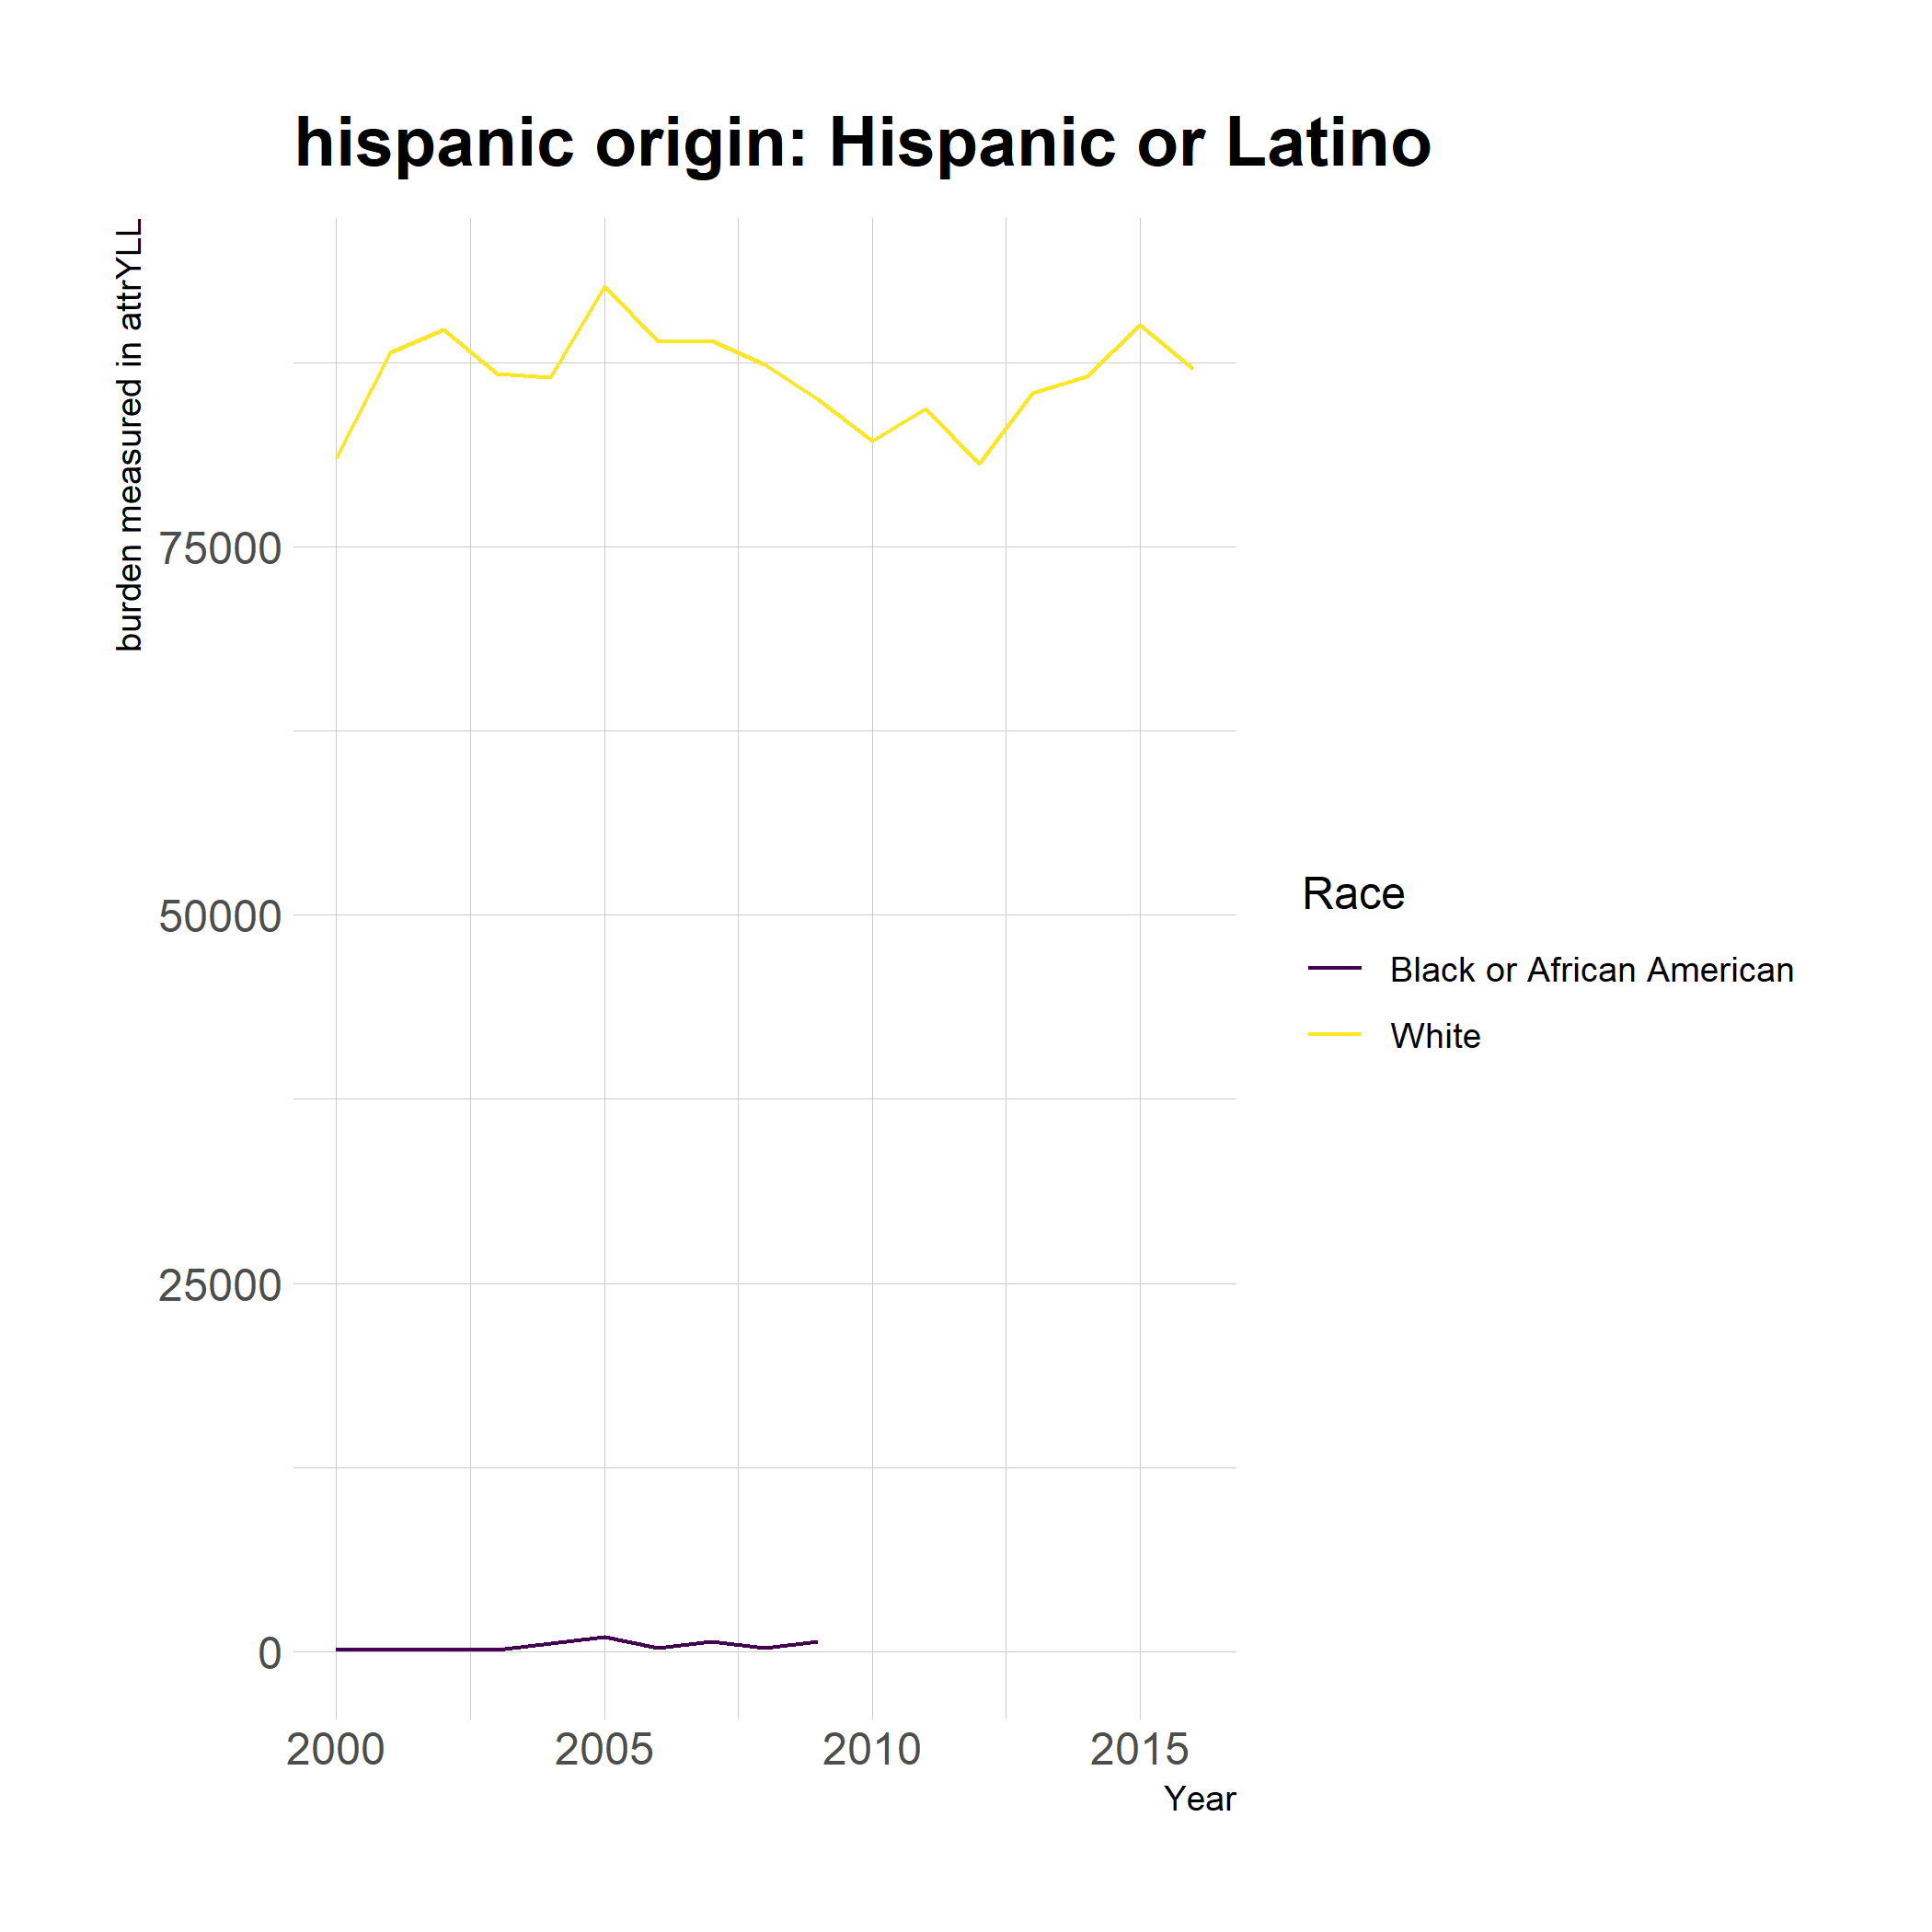 hispanic origin: Hispanic or Latino
burden measured in attrYLL
75000
50000
25000
0
2000 2005 2010 2015
Year
Race
Black or African American
White